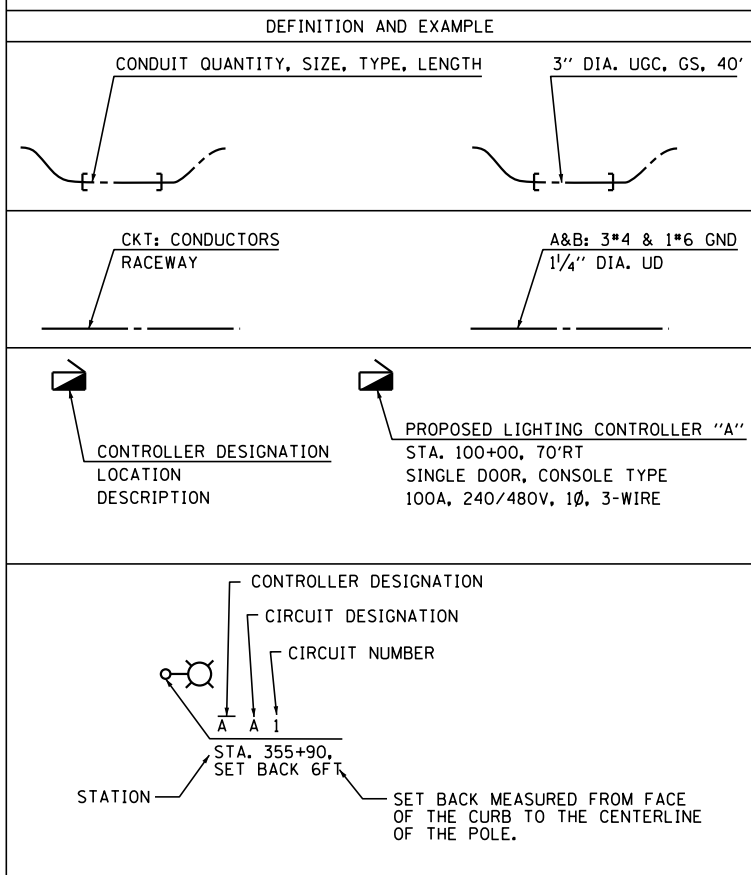 DEFINITION AND EXAMPLE
CONDUIT QUANTITY, SIZE, TYPE, LENGTH
3" DIA. UGC, GS, 40'
CKT: CONDUCTORS
RACEWAY
A&B: 3#4 & 1#6 GND
1 1/4" DIA. UD
CONTROLLER DESIGNATION
LOCATION
DESCRIPTION
PROPOSED LIGHTING CONTROLLER "A"
STA. 100+00, 70'RT
SINGLE DOOR, CONSOLE TYPE
100A, 240/480V, 1Ø, 3-WIRE
CONTROLLER DESIGNATION
CIRCUIT DESIGNATION
CIRCUIT NUMBER
A A 1
STA. 355+90,
SET BACK 6FT
STATION
SET BACK MEASURED FROM FACE
OF THE CURB TO THE CENTERLINE
OF THE POLE.